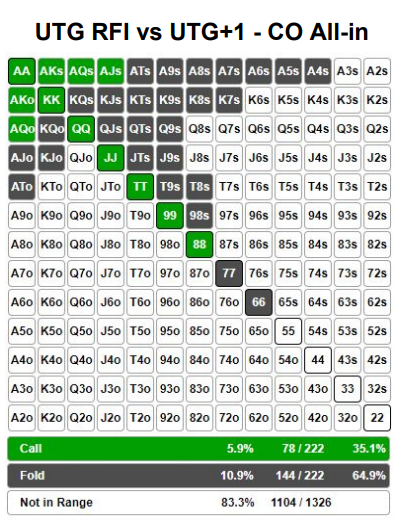 UTG RFI vs UTG+1 - CO All-in
AA AKs AQs AJs ATs A9s A8s A7s A6s A5s A4s A3s A2s
AKo KK KQs KJs KTs K9s K8s K7s K6s K5s K4s K3s K2s
AQo KQo QQ QJs QTs Q9s Q8s Q7s Q6s Q5s Q4s Q3s Q2s
AJo KJo QJo JJ JTs J9s J8s J7s J6s J5s J4s J3s J2s
ATo KTo QTo JTo TT T9s T8s T7s T6s T5s T4s T3s T2s
A9o K9o Q9o J9o T9o 99 98s 97s 96s 95s 94s 93s 92s
A8o K8o Q8o J8o T8o 98o 88 87s 86s 85s 84s 83s 82s
A7o K7o Q7o J7o T7o 97o 87o 77 76s 75s 74s 73s 72s
A6o K6o Q6o J6o T6o 96o 86o 76o 66 65s 64s 63s 62s
A5o K5o Q5o J5o T5o 95o 85o 75o 65o 55 54s 53s 52s
A4o K4o Q4o J4o T4o 94o 84o 74o 64o 54o 44 43s 42s
A3o K3o Q3o J3o T3o 93o 83o 73o 63o 53o 43o 33 32s
A2o K2o Q2o J2o T2o 92o 82o 72o 62o 52o 42o 32o 22
Call 5.9% 78 / 222 35.1%
Fold 10.9% 144 / 222 64.9%
Not in Range 83.3% 1104 / 1326